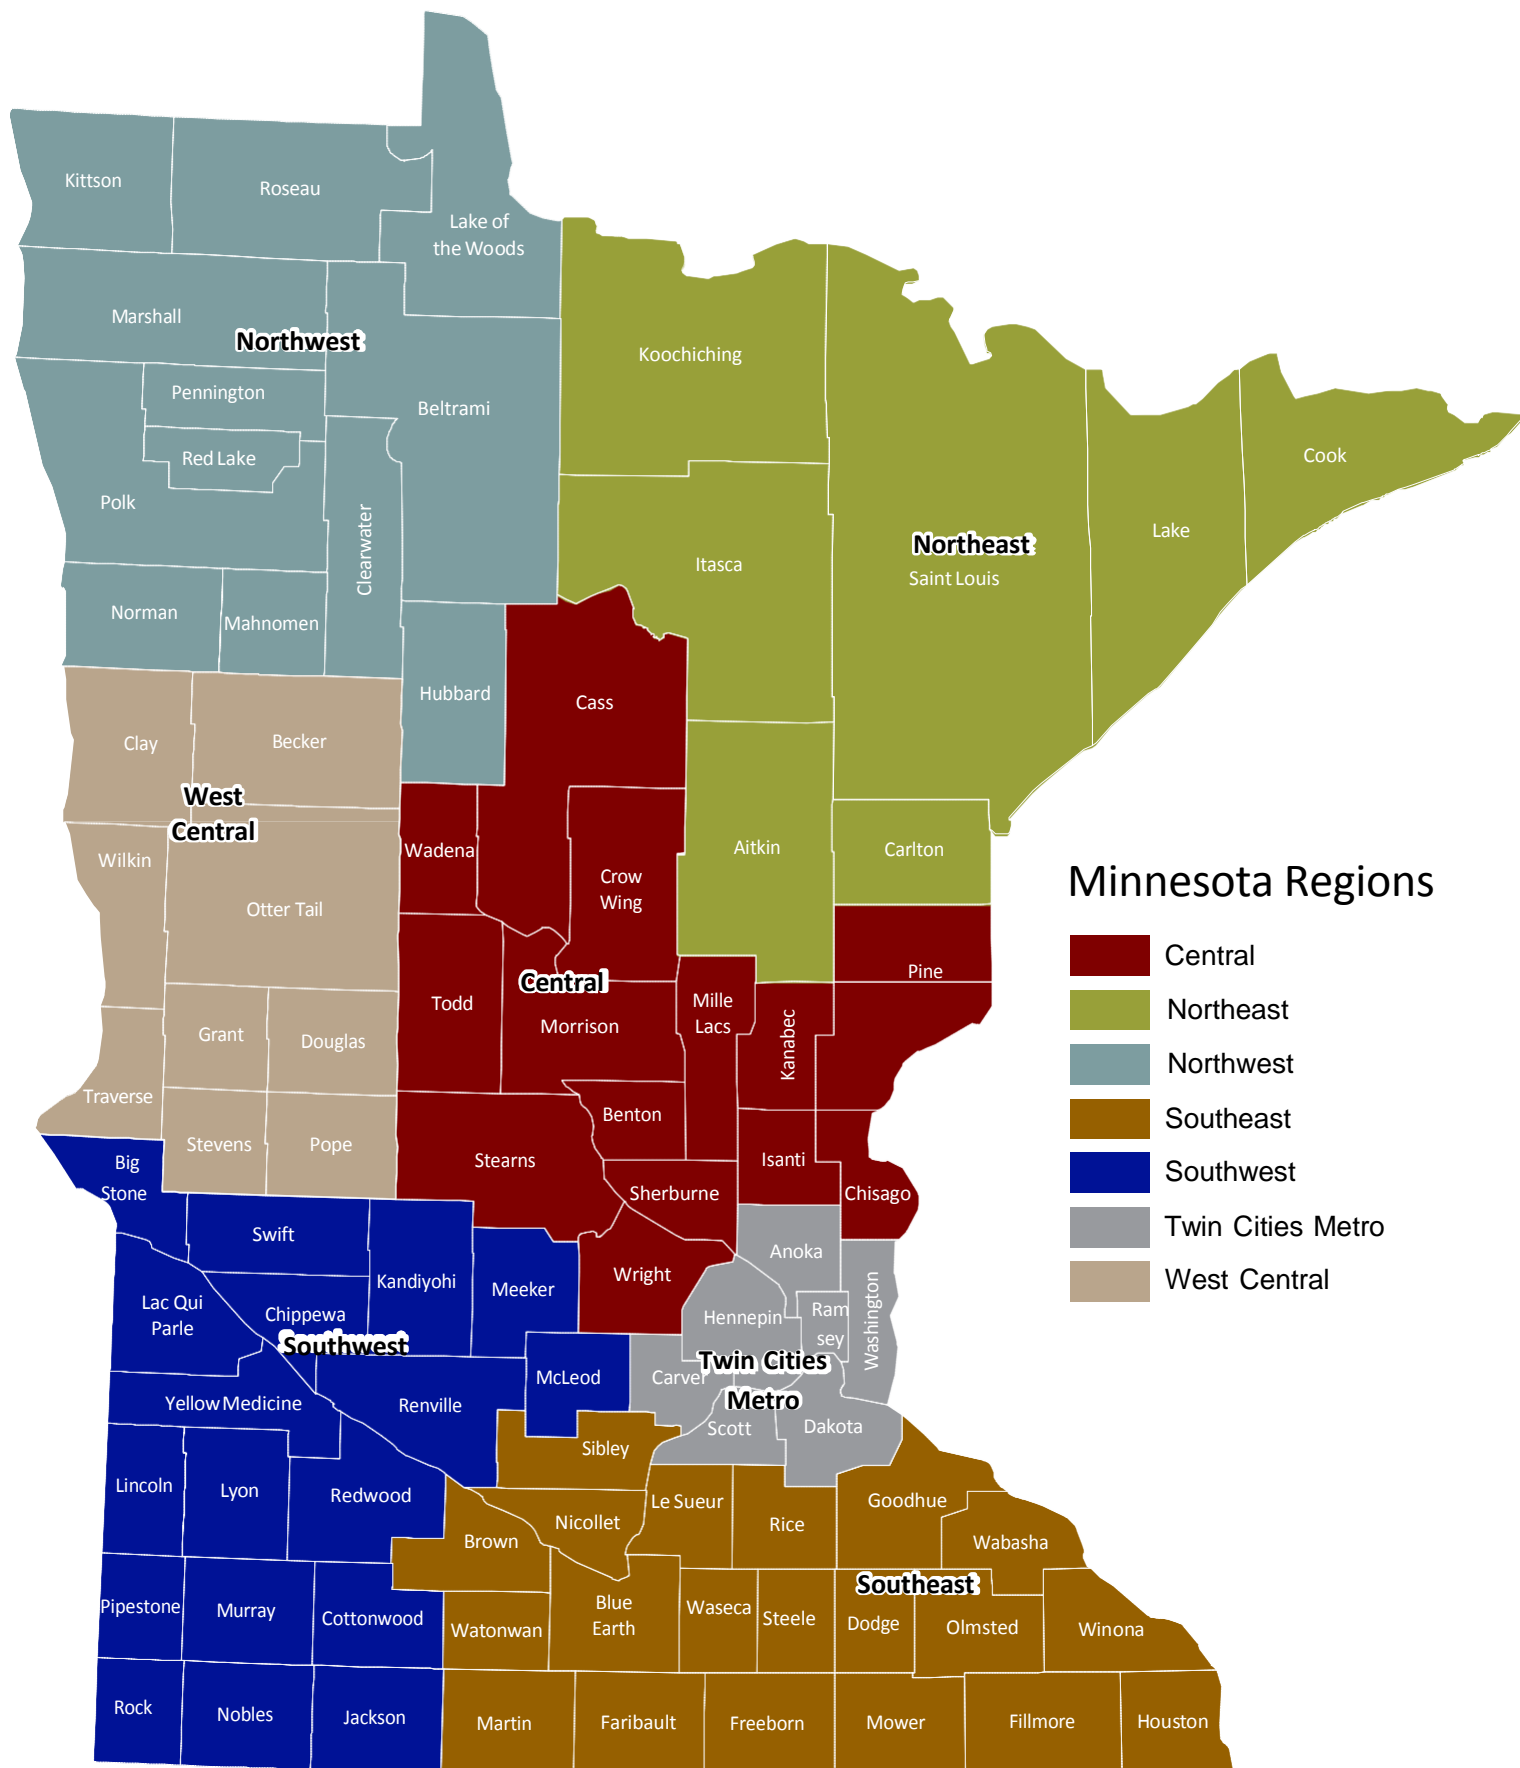 Kittson
Roseau
Lake of
the Woods
Marshall
Northwest
Koochiching
Pennington
Beltrami
Red Lake
Cook
Polk
Clearwater
Lake
Northeast
Itasca
Saint Louis
Norman
Mahnomen
Hubbard
Cass
Clay
Becker
West
Central
Wadena
Aitkin
Carlton
Wilkin
Crow
Wing
Otter Tail
Minnesota Regions
Central
Northeast
Northwest
Southeast
Southwest
Twin Cities Metro
West Central
Pine
Central
Todd
Morrison
Mille
Lacs
Kanabec
Grant
Douglas
Traverse
Benton
Stevens
Pope
Stearns
Isanti
Big
Stone
Sherburne
Chisago
Swift
Anoka
Kandiyohi
Meeker
Wright
Washington
Lac Qui
Parle
Chippewa
Hennepin
Ram
sey
Southwest
Twin Cities
Metro
McLeod
Carver
Yellow Medicine
Renville
Scott
Dakota
Sibley
Lincoln
Lyon
Redwood
Le Sueur
Goodhue
Nicollet
Rice
Brown
Wabasha
Southeast
Pipestone
Murray
Cottonwood
Watonwan
Blue
Earth
Waseca
Steele
Dodge
Olmsted
Winona
Rock
Nobles
Jackson
Martin
Faribault
Freeborn
Mower
Fillmore
Houston